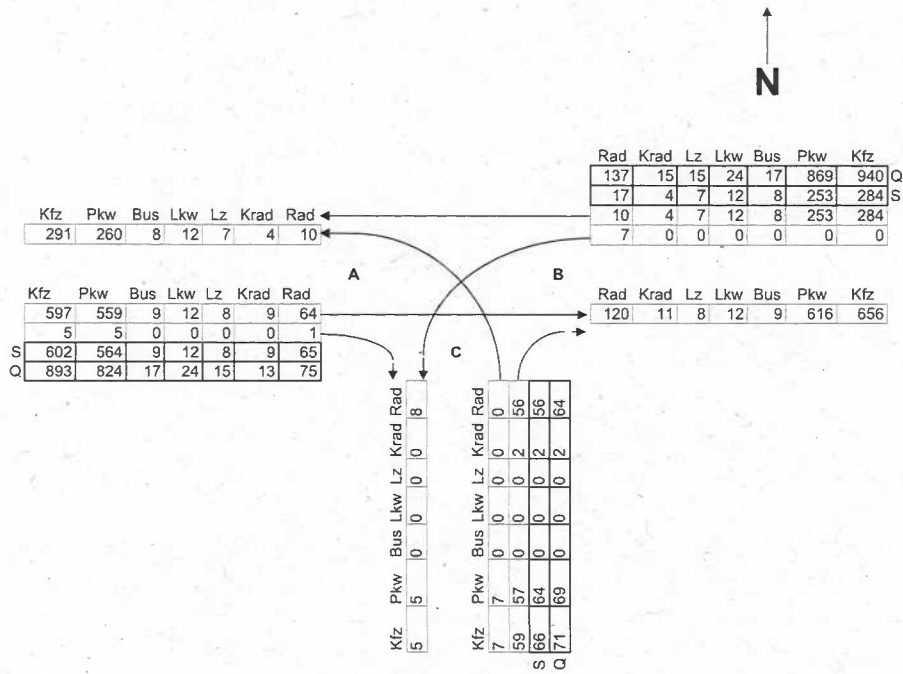 N
Rad Krad Lz Lkw Bus Pkw Kfz
137 15 15 24 17 869 940 Q
17 4 7 12 8 253 284 S
10 4 7 12 8 253 284
7 0 0 0 0 0 0
Kfz Pkw Bus Lkw Lz Krad Rad
291 260 8 12 7 4 10
A
B
Kfz Pkw Bus Lkw Lz Krad Rad
597 559 9 12 8 9 64
5 5 0 0 0 0 1
S 602 564 9 12 8 9 65
Q 893 824 17 24 15 13 75
Rad Krad Lz Lkw Bus Pkw Kfz
120 11 8 12 9 616 656
C
Kfz Pkw Bus Lkw Lz Krad Rad
5 5 0 0 0 0 8
Kfz Pkw Bus Lkw Lz Krad Rad
7 7 0 0 0 0 0
59 57 0 0 0 2 56
S 66 64 0 0 0 2 56
Q 71 69 0 0 0 2 64